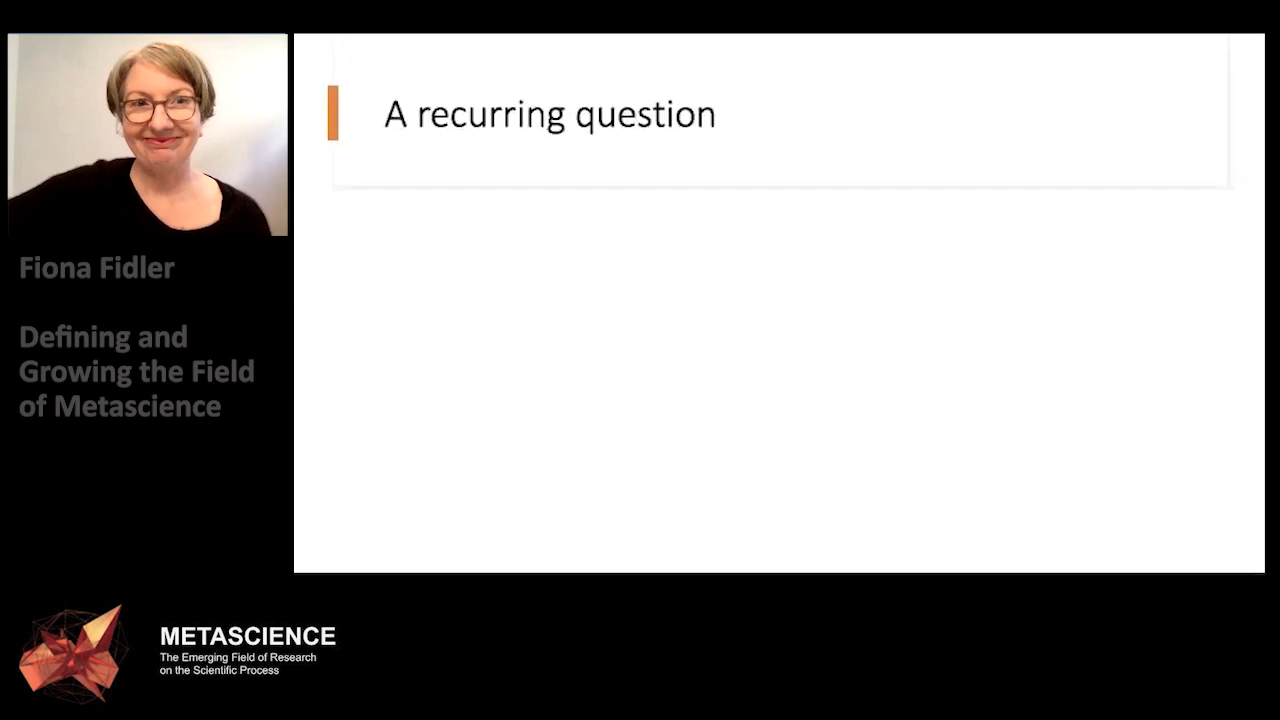 A recurring question
Fiona Fidler
Defining and
Growing the Field
of Metascience
METASCIENCE
The Emerging Field of Research
on the Scientific Process